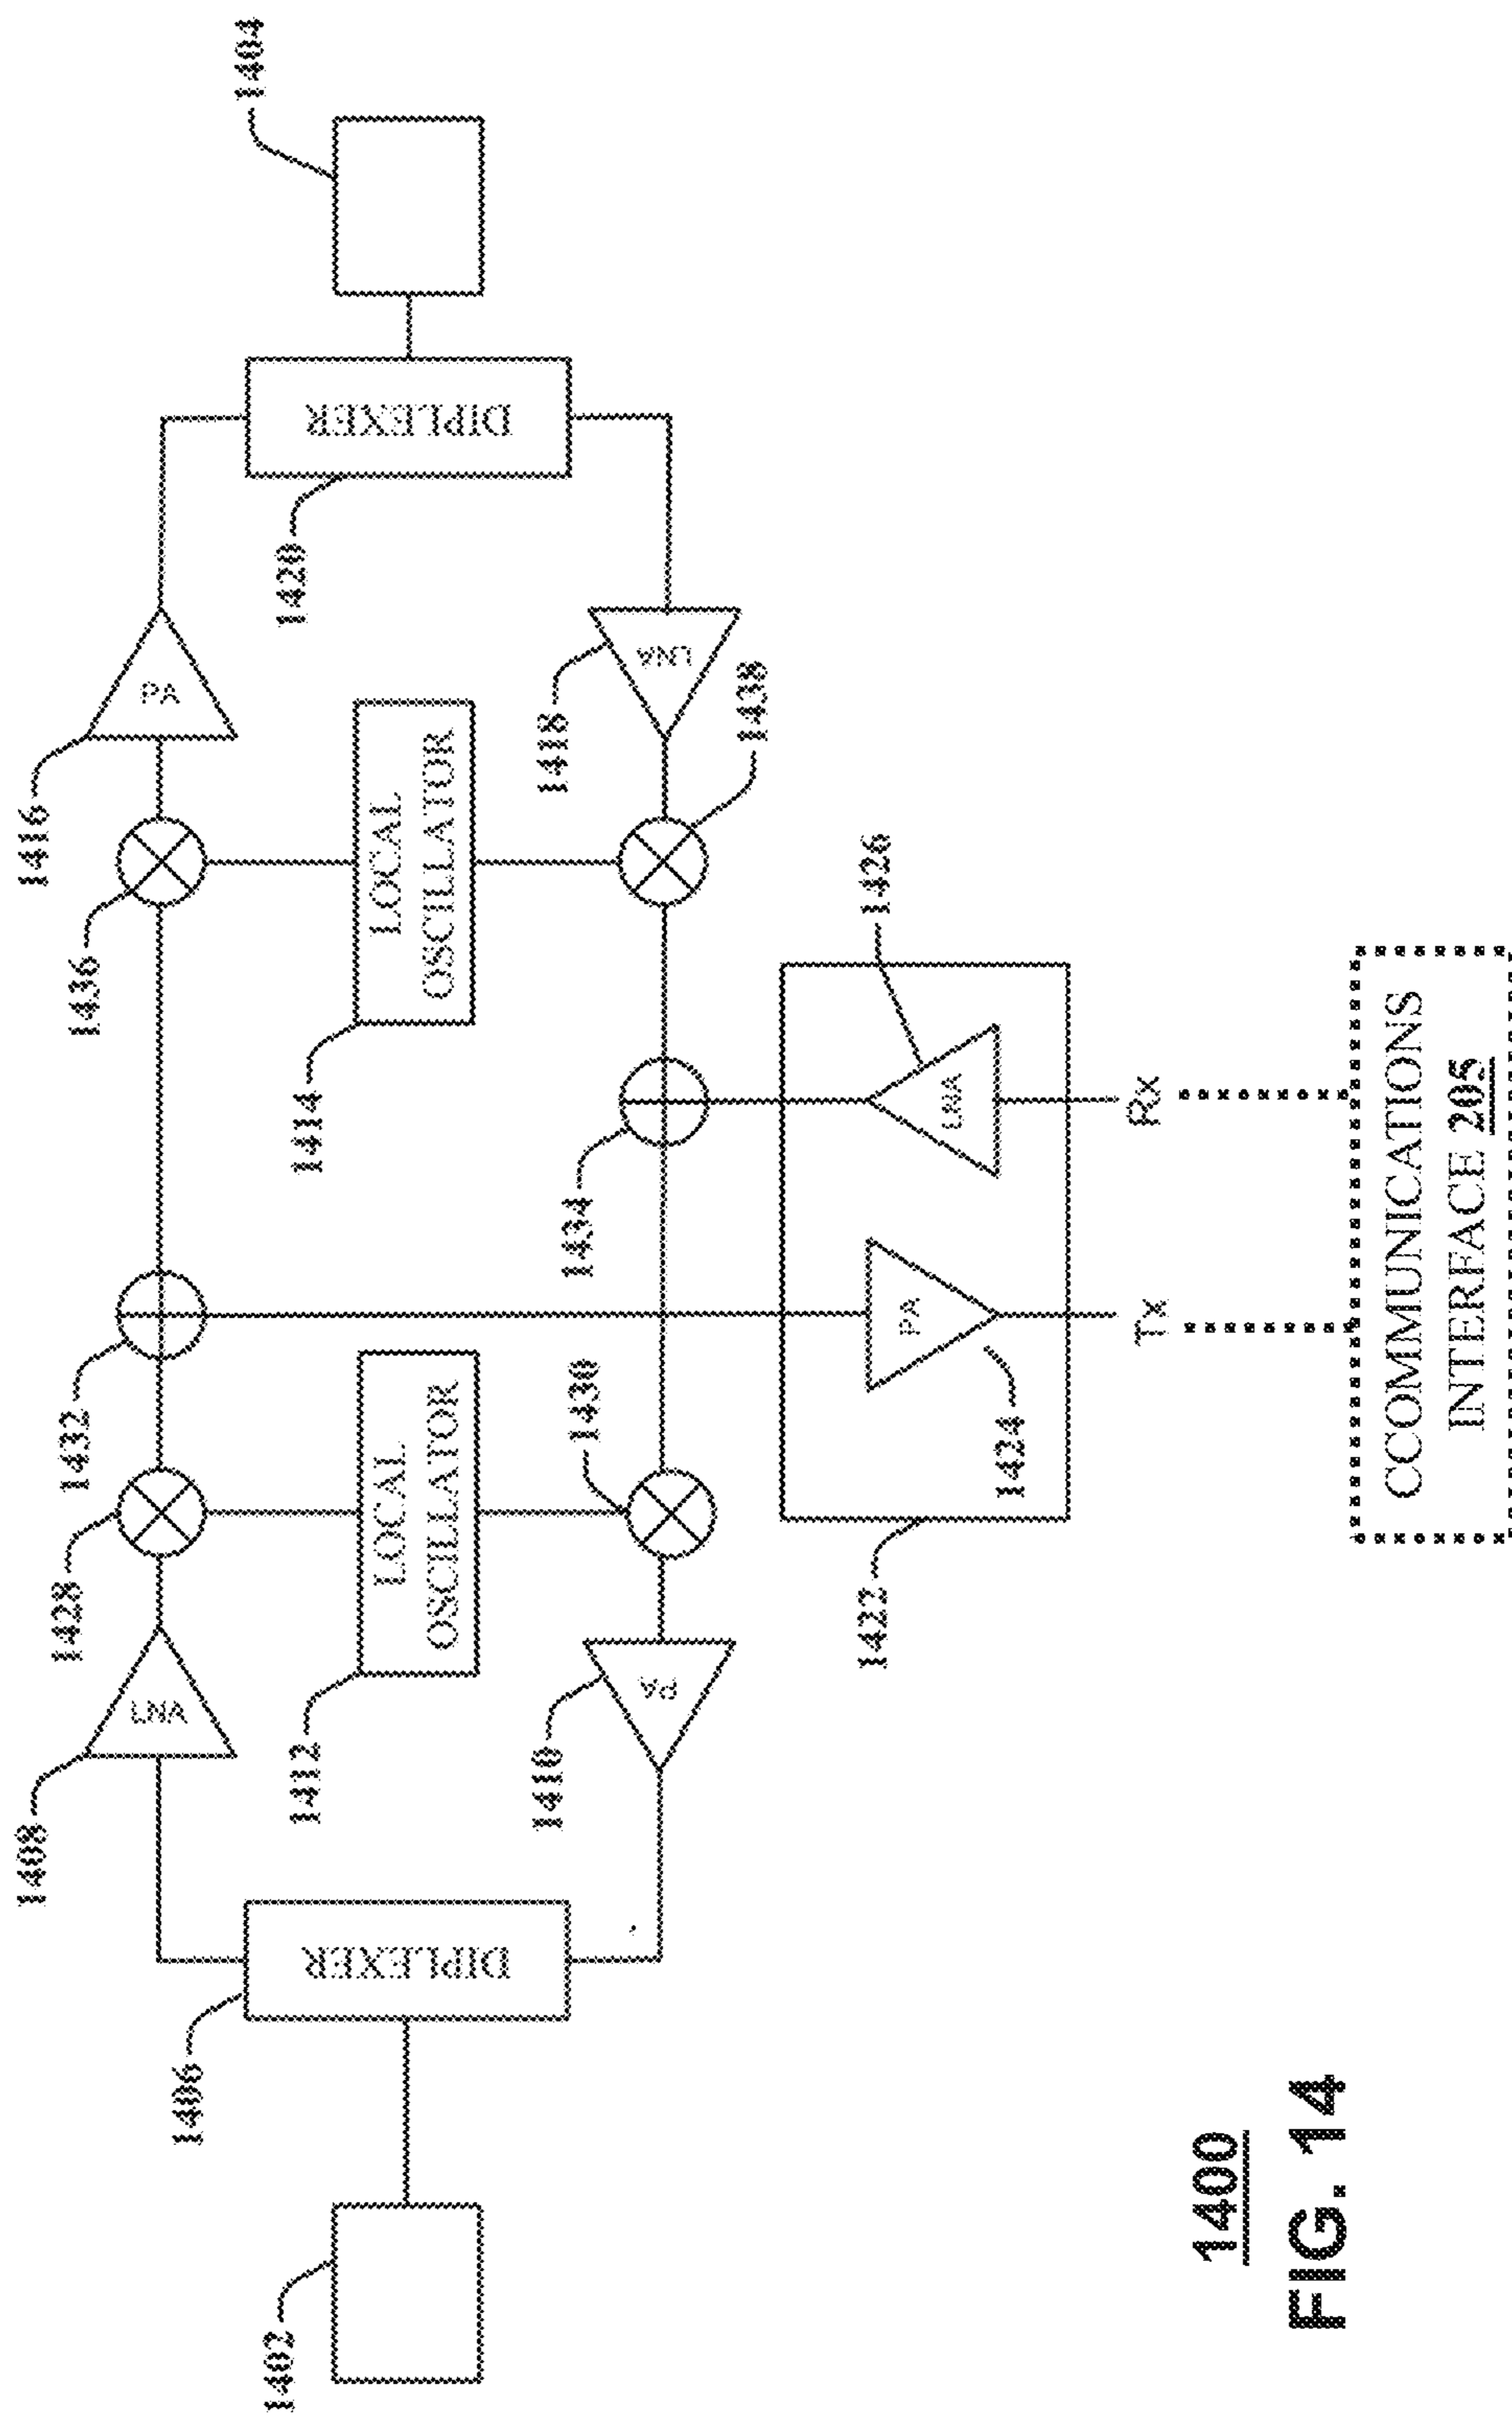 1404
1416
PA
1436
1420
DIPLEXER
LOCAL
OSCILLATOR
1414
1418
LNA
1438
1432
1434
1426
LNA
Rx
1428
LOCAL
OSCILLATOR
1412
1430
PA
1424
Tx
1422
CCOMMUNICATIONS
INTERFACE 205
1408
LNA
1410
PA
1406
DIPLEXER
1402
1400
FIG. 14